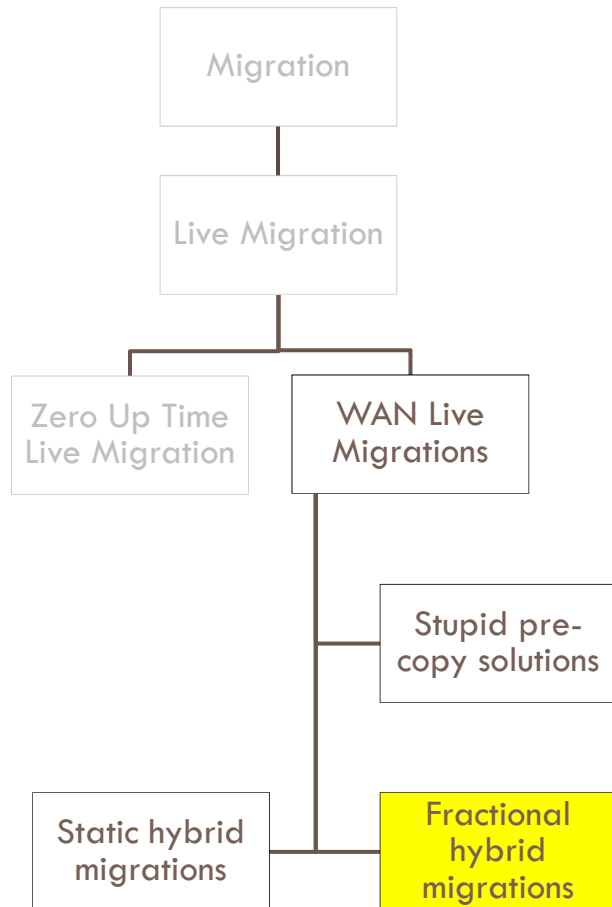 Migration
Live Migration
Zero Up Time
Live Migration
WAN Live
Migrations
Stupid pre-
copy solutions
Static hybrid
migrations
Fractional
hybrid
migrations